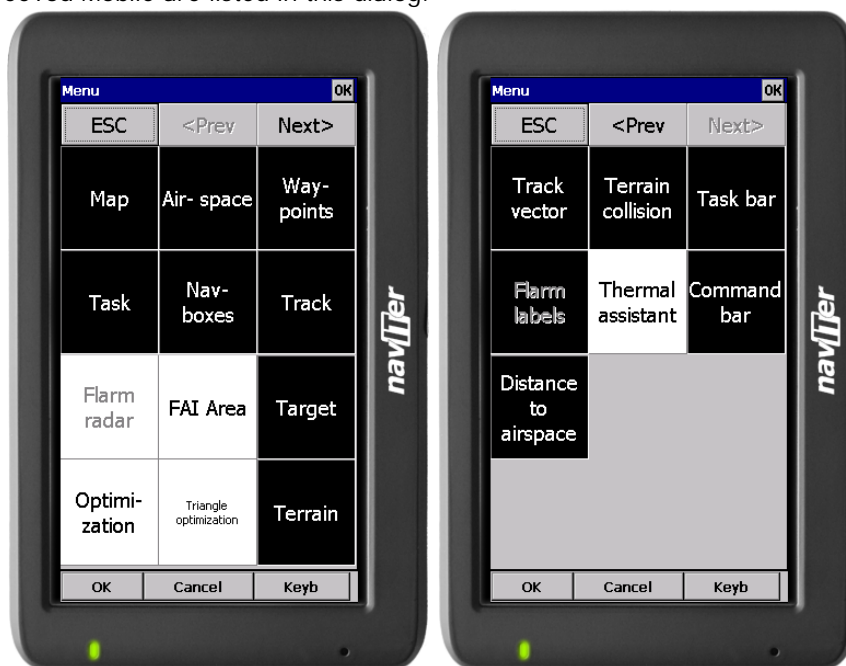 Mobile are listed in this dialog.
Menu OK
ESC <Prev Next>
Map Air- space Way-
points
Task Nav-
boxes Track
Flarm
radar FAI Area Target
Optimi-
zation Triangle
optimization Terrain
OK Cancel Keyb
naviter
Menu OK
ESC <Prev Next>
Track
vector Terrain
collision Task bar
Flarm
labels Thermal
assistant Command
bar
Distance
to
airspace
OK Cancel Keyb
naviter